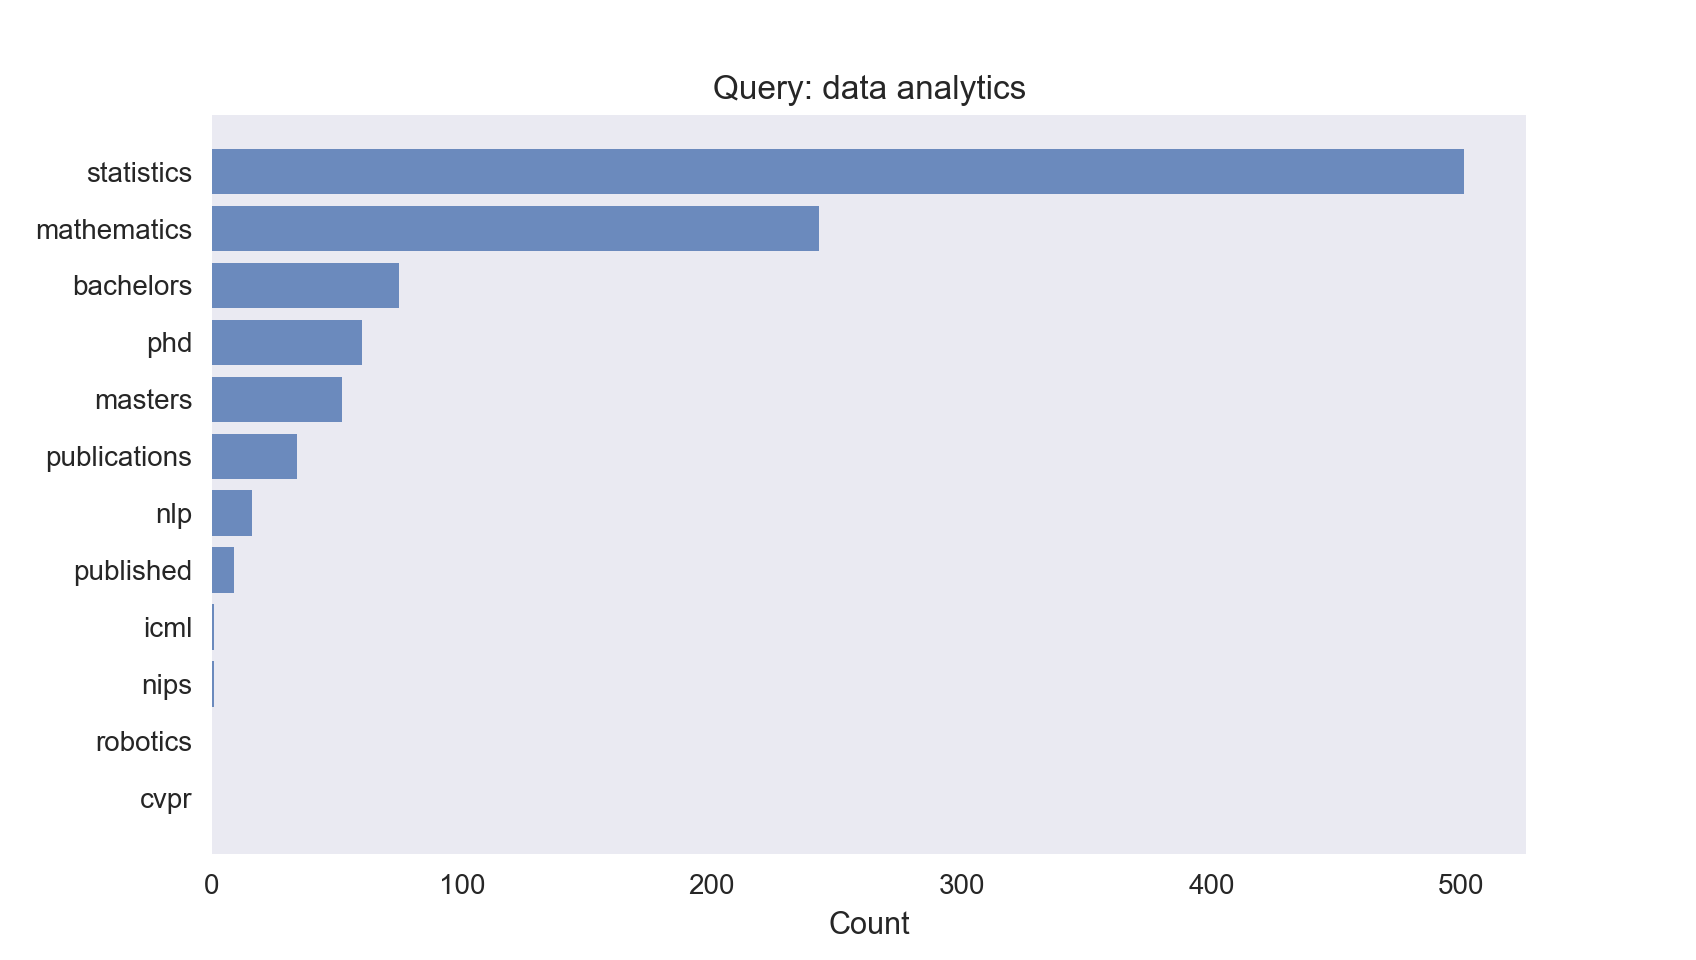 Query: data analytics
statistics
mathematics
bachelors
phd
masters
publications
nlp
published
icml
nips
robotics
cvpr
0 100 200 300 400 500
Count